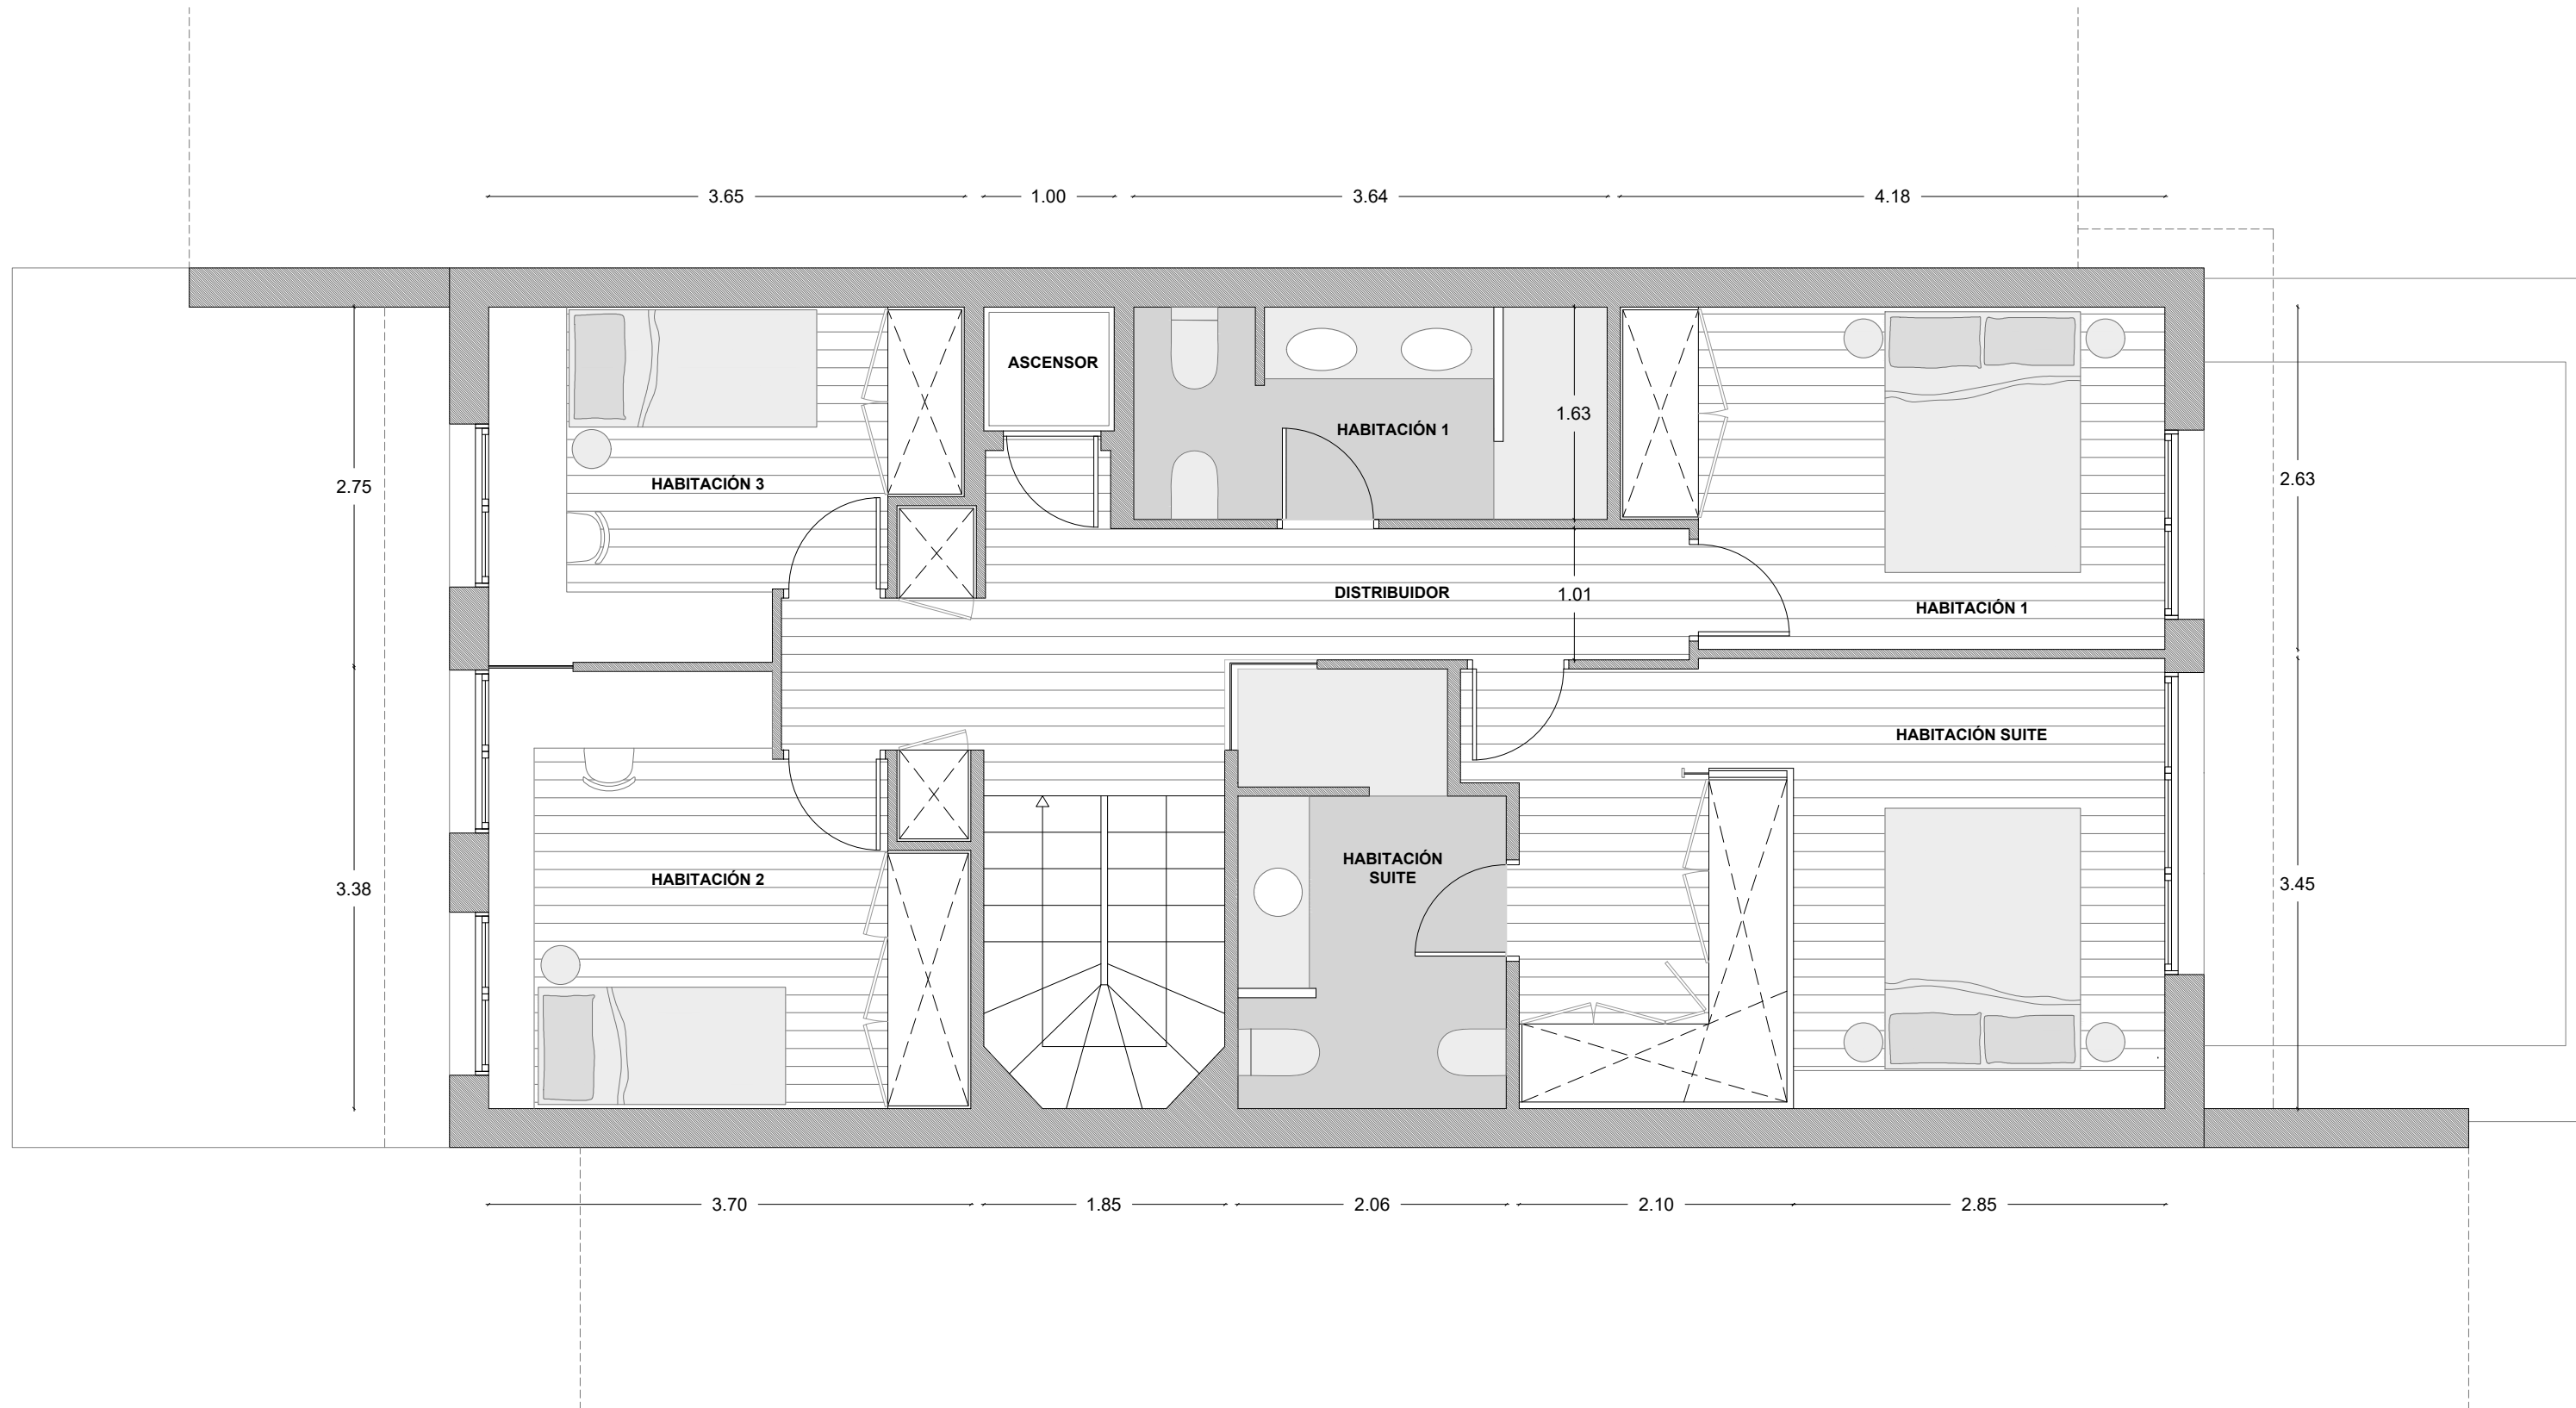 3.65
1.00
3.64
4.18
ASCENSOR
1.63
HABITACIÓN 1
2.75
HABITACIÓN 3
2.63
DISTRIBUIDOR
1.01
HABITACIÓN 1
HABITACIÓN SUITE
HABITACIÓN
SUITE
3.38
HABITACIÓN 2
3.45
3.70
1.85
2.06
2.10
2.85